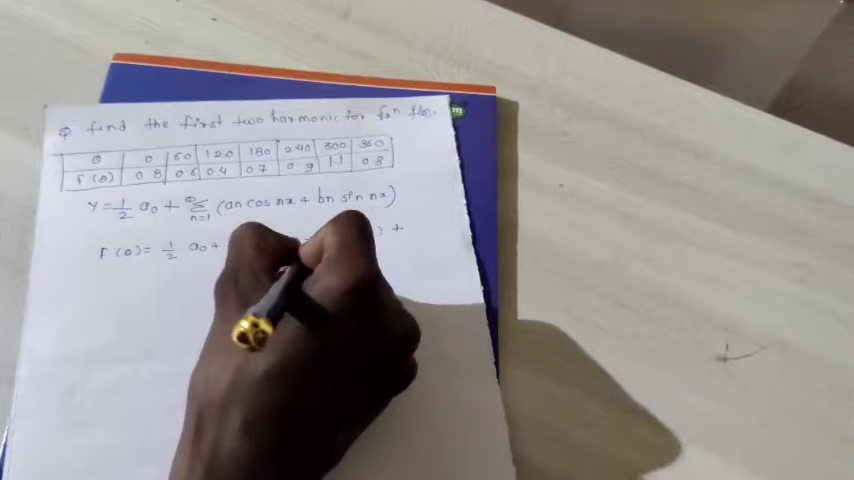 Q find the first two harmonic for fxn f(θ).
θ 0 60 120 180 240 300 360
f(θ) 0.8 0.6 0.4 0.7 0.9 1.1 0.8
y = 1/2 a0 + ∞Σn=1 (an cos nx + bn sin nx)
F(θ) = 1/2 a0 + ) +